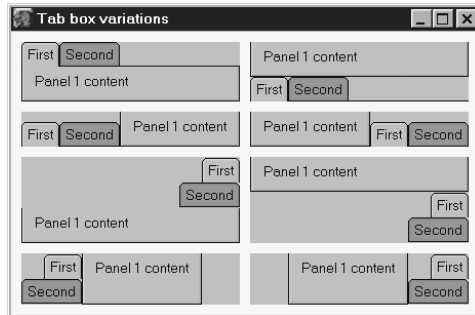 Tab box variations
First Second
Panel 1 content
Panel 1 content
First Second
First Second Panel 1 content
Panel 1 content First Second
First
Second
Panel 1 content
Panel 1 content
First
Second
First Panel 1 content
Second
Panel 1 content First
Second